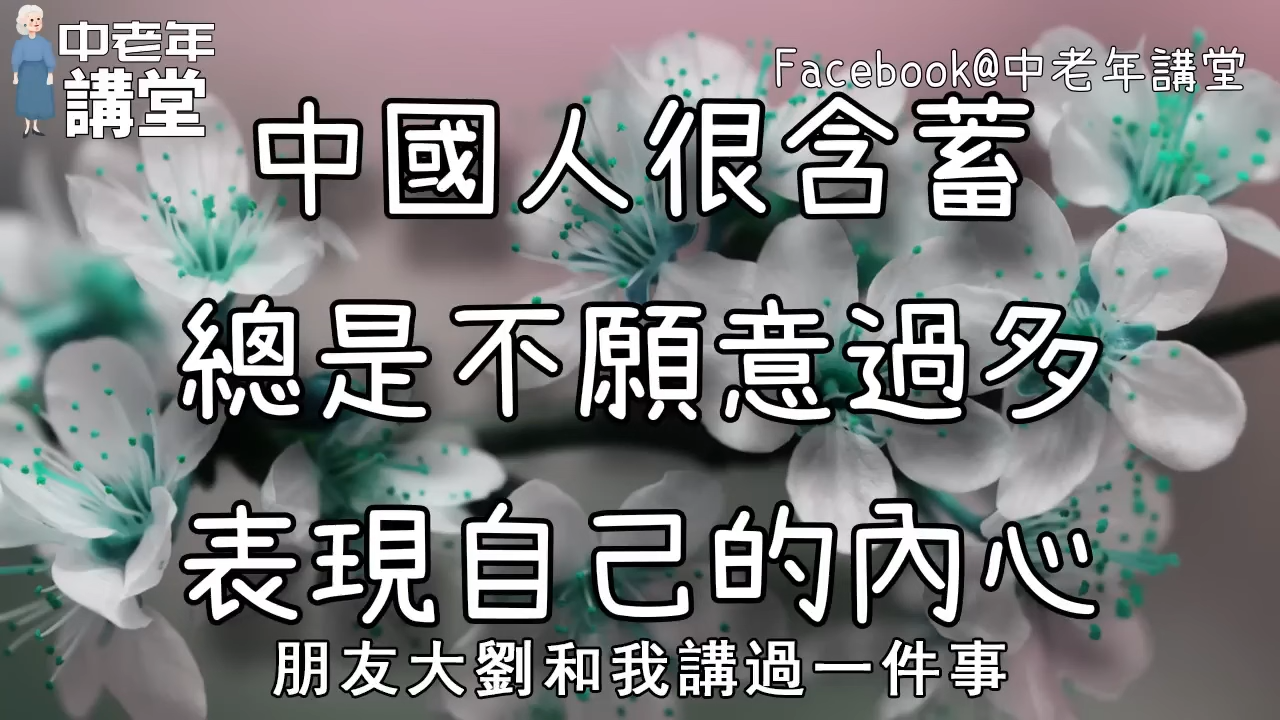 中老年
講堂
Facebook@中老年講堂
中國人很含蓄
總是不願意過多
表現自己的內心
朋友大劉和我講過一件事